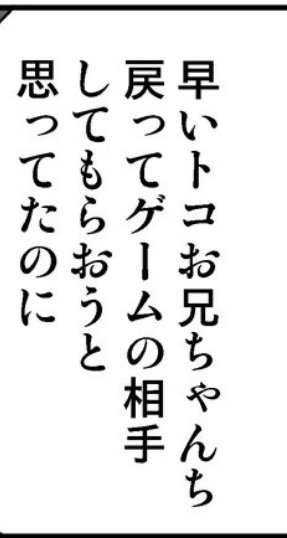 早いトコお兄ちゃんち
戻ってゲームの相手
してもらおうと
思ってたのに